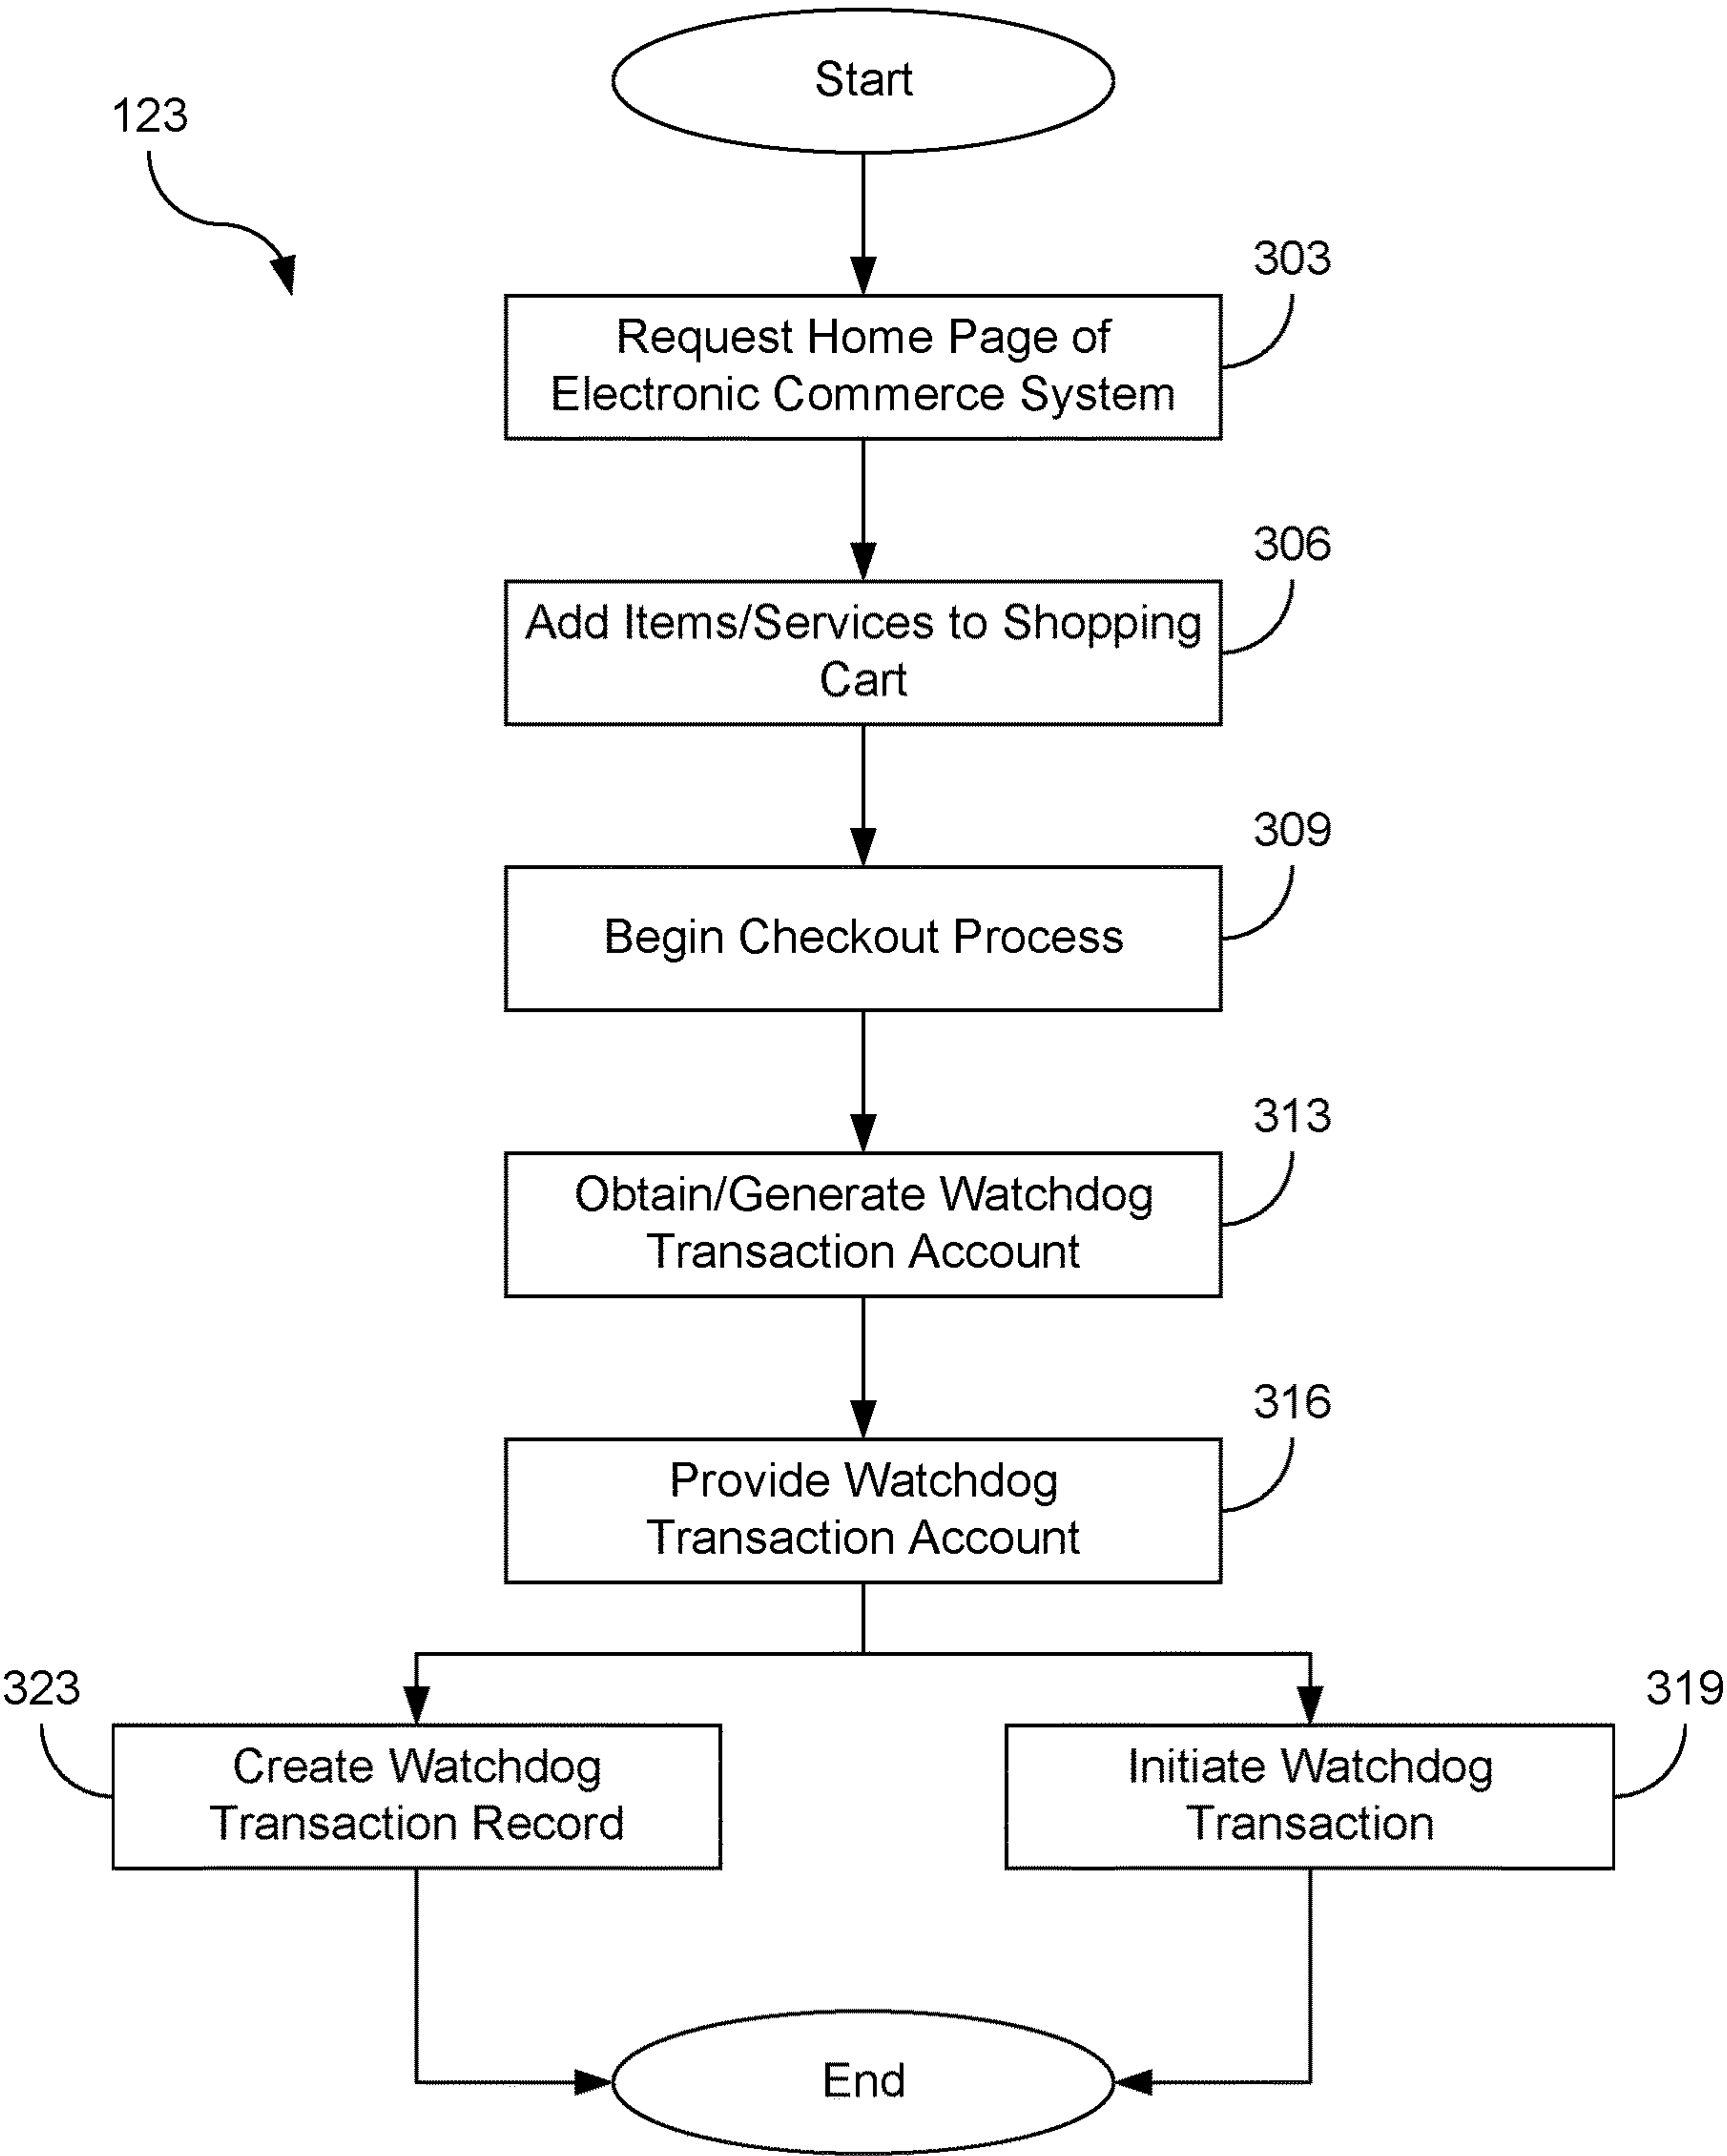 Start
123
303
Request Home Page of
Electronic Commerce System
306
Add Items/Services to Shopping
Cart
309
Begin Checkout Process
313
Obtain/Generate Watchdog
Transaction Account
316
Provide Watchdog
Transaction Account
323
319
Create Watchdog
Transaction Record
Initiate Watchdog
Transaction
End